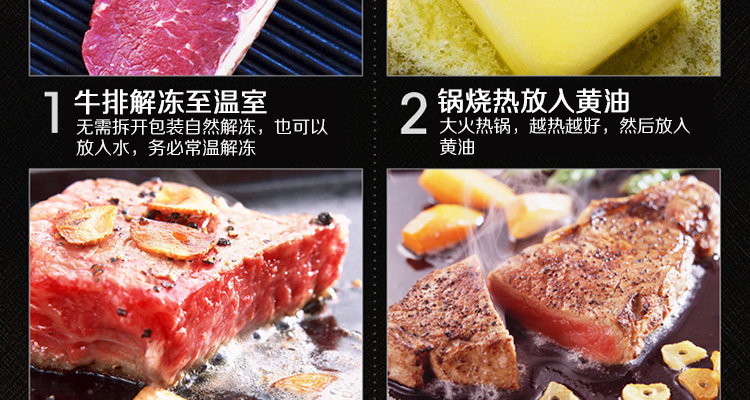 1 牛排解冻至温室
无需拆开包装自然解冻，也可以
放入水，务必常温解冻
2 锅烧热放入黄油
大火热锅，越热越好，然后放入
黄油